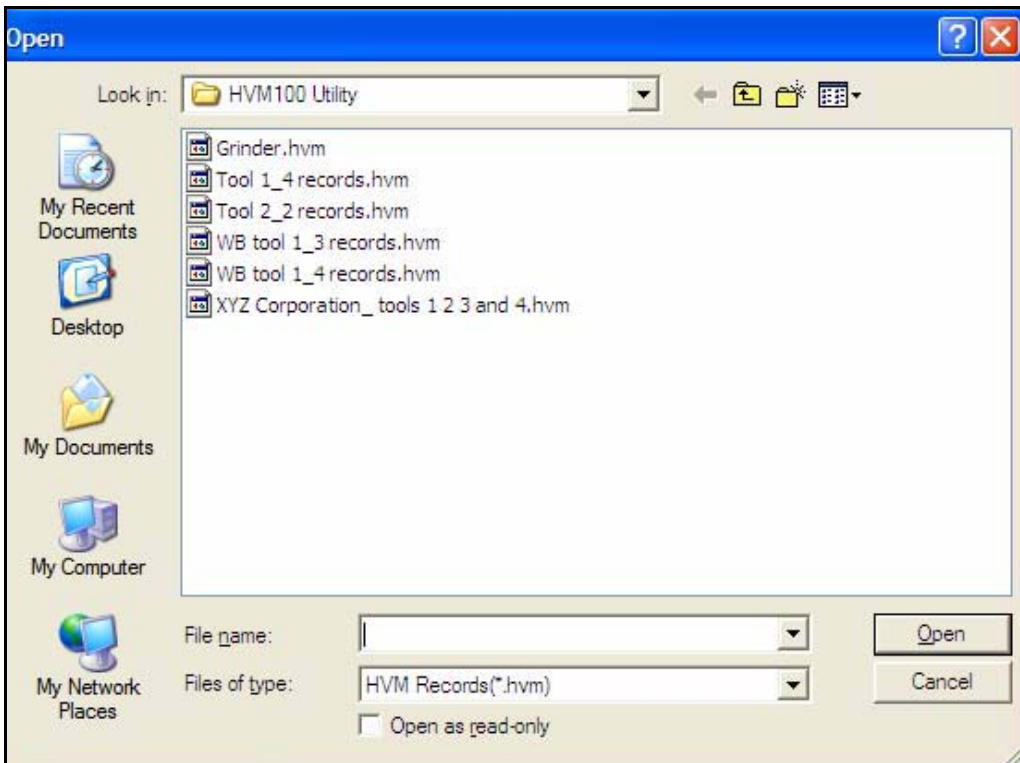 Open
Look in: HVM100 Utility
Grinder.hvm
Tool 1_4 records.hvm
Tool 2_2 records.hvm
WB tool 1_3 records.hvm
WB tool 1_4 records.hvm
XYZ Corporation_ tools 1 2 3 and 4.hvm
My Recent
Documents
Desktop
My Documents
My Computer
My Network
Places
File name:
Open
Files of type: HVM Records(*.hvm)
Cancel
Open as read-only